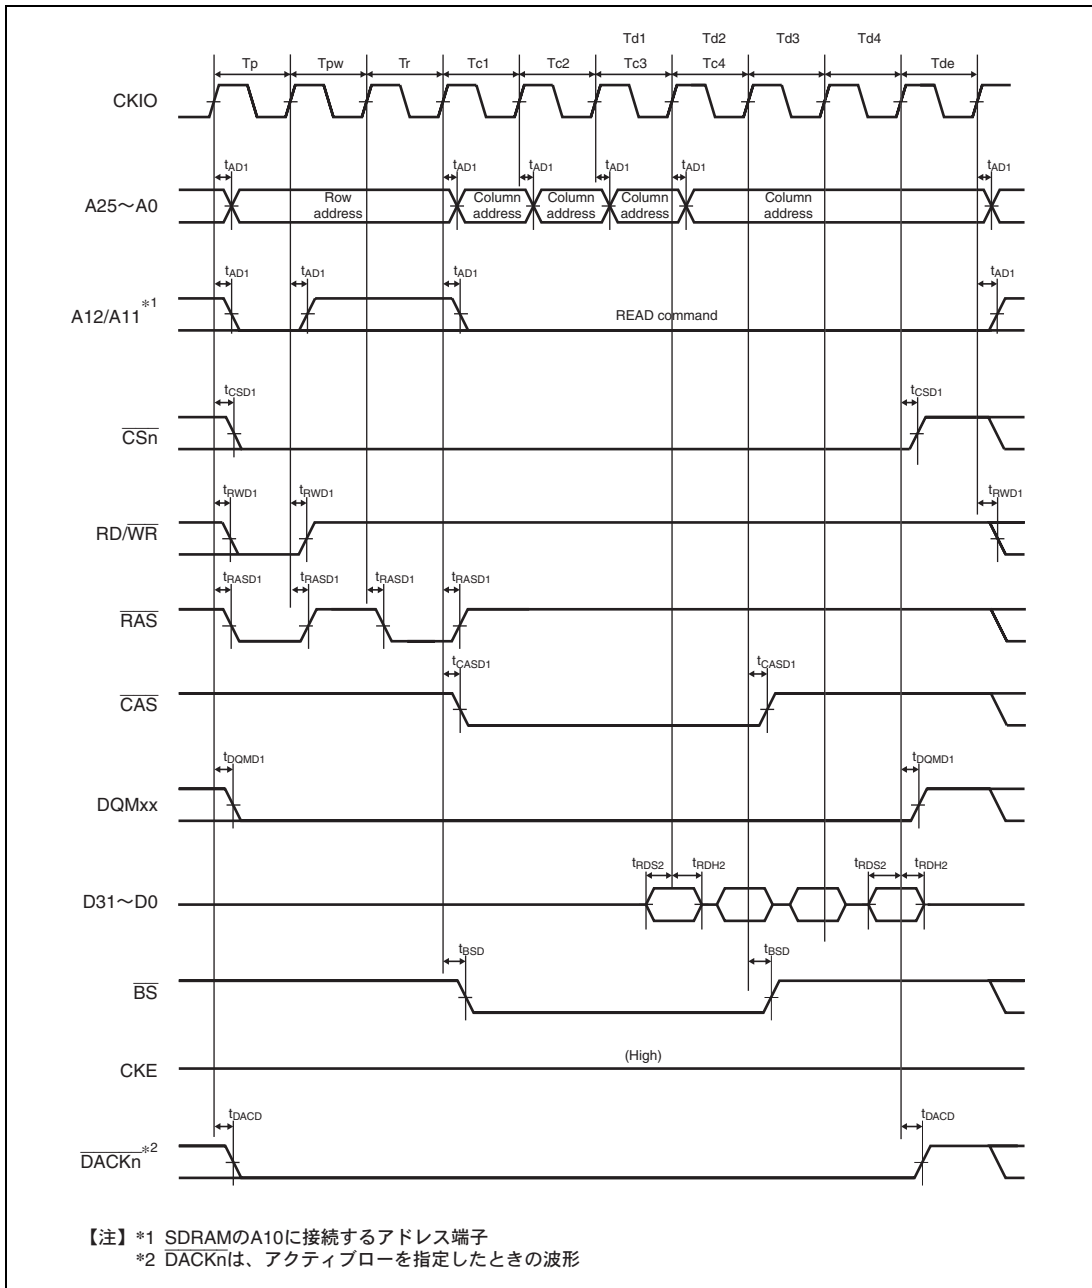 Td1 Td2 Td3 Td4
Tp Tpw Tr Tc1 Tc2 Tc3 Tc4 Tde
CKIO
tAD1 tAD1 tAD1 tAD1 tAD1 tAD1
A25〜A0
Row address Column address Column address Column address Column address
tAD1 tAD1 tAD1 tAD1
A12/A11*1
READ command
tCSD1 tCSD1
CSn
tRWD1 tRWD1 tRWD1
RD/WR
tRASD1 tRASD1 tRASD1 tRASD1
RAS
tCASD1 tCASD1
CAS
tDQMD1 tDQMD1
DQMxx
tRDS2 tRDH2 tRDS2 tRDH2
D31〜D0
tBSD tBSD
BS
(High)
CKE
tDACD tDACD
DACKn*2
【注】*1 SDRAMのA10に接続するアドレス端子
*2 DACKnは、アクティブローを指定したときの波形